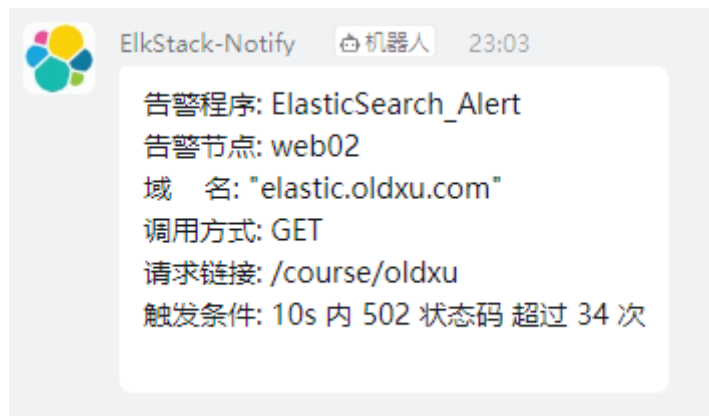 ElkStack-Notify 机器人 23:03
告警程序: ElasticSearch_Alert
告警节点: web02
域 名: "elastic.oldxu.com"
调用方式: GET
请求链接: /course/oldxu
触发条件: 10s 内 502 状态码 超过 34 次